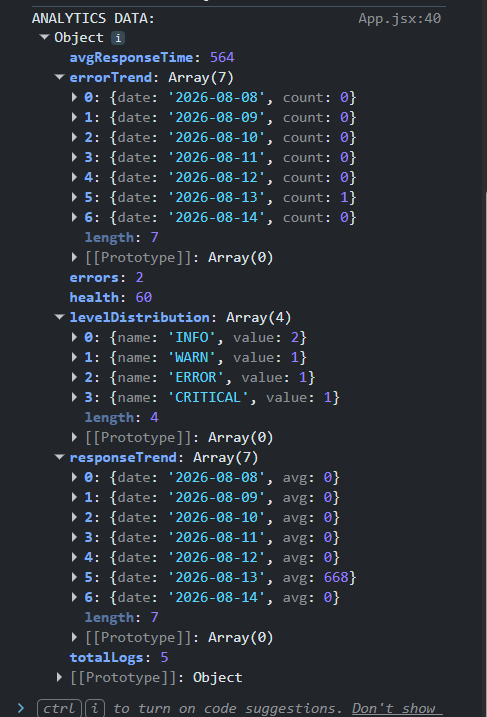 ANALYTICS DATA: App.jsx:40
Object i
avgResponseTime: 564
errorTrend: Array(7)
0: {date: '2026-08-08', count: 0}
1: {date: '2026-08-09', count: 0}
2: {date: '2026-08-10', count: 0}
3: {date: '2026-08-11', count: 0}
4: {date: '2026-08-12', count: 0}
5: {date: '2026-08-13', count: 1}
6: {date: '2026-08-14', count: 0}
length: 7
[[Prototype]]: Array(0)
errors: 2
health: 60
levelDistribution: Array(4)
0: {name: 'INFO', value: 2}
1: {name: 'WARN', value: 1}
2: {name: 'ERROR', value: 1}
3: {name: 'CRITICAL', value: 1}
length: 4
[[Prototype]]: Array(0)
responseTrend: Array(7)
0: {date: '2026-08-08', avg: 0}
1: {date: '2026-08-09', avg: 0}
2: {date: '2026-08-10', avg: 0}
3: {date: '2026-08-11', avg: 0}
4: {date: '2026-08-12', avg: 0}
5: {date: '2026-08-13', avg: 668}
6: {date: '2026-08-14', avg: 0}
length: 7
[[Prototype]]: Array(0)
totalLogs: 5
[[Prototype]]: Object
ctrl i to turn on code suggestions. Don't show